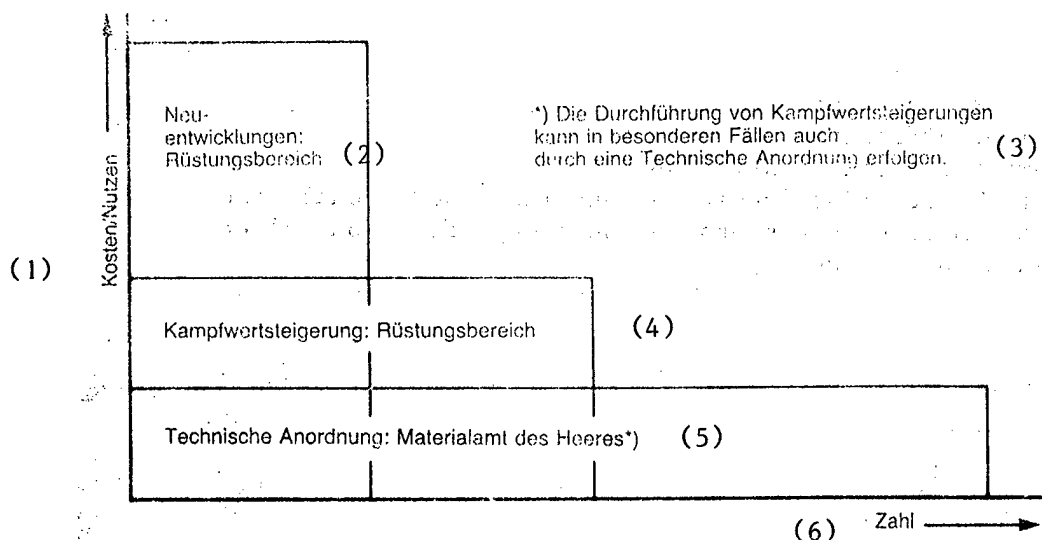 Neu-
entwicklungen:
Rüstungsbereich (2)
*) Die Durchführung von Kampfwertsteigerungen
kann in besonderen Fällen auch
durch eine Technische Anordnung erfolgen. (3)
(1) Kosten/Nutzen
Kampfwertsteigerung: Rüstungsbereich (4)
Technische Anordnung: Materialamt des Heeres*) (5)
(6) Zahl